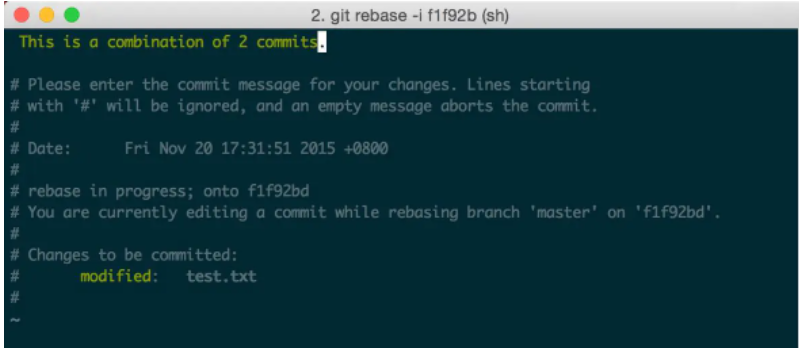 2. git rebase -i f1f92b (sh)
This is a combination of 2 commits.
# Please enter the commit message for your changes. Lines starting
# with '#' will be ignored, and an empty message aborts the commit.
#
# Date:      Fri Nov 20 17:31:51 2015 +0800
#
# rebase in progress; onto f1f92bd
# You are currently editing a commit while rebasing branch 'master' on 'f1f92bd'.
#
# Changes to be committed:
#       modified:   test.txt
#
~